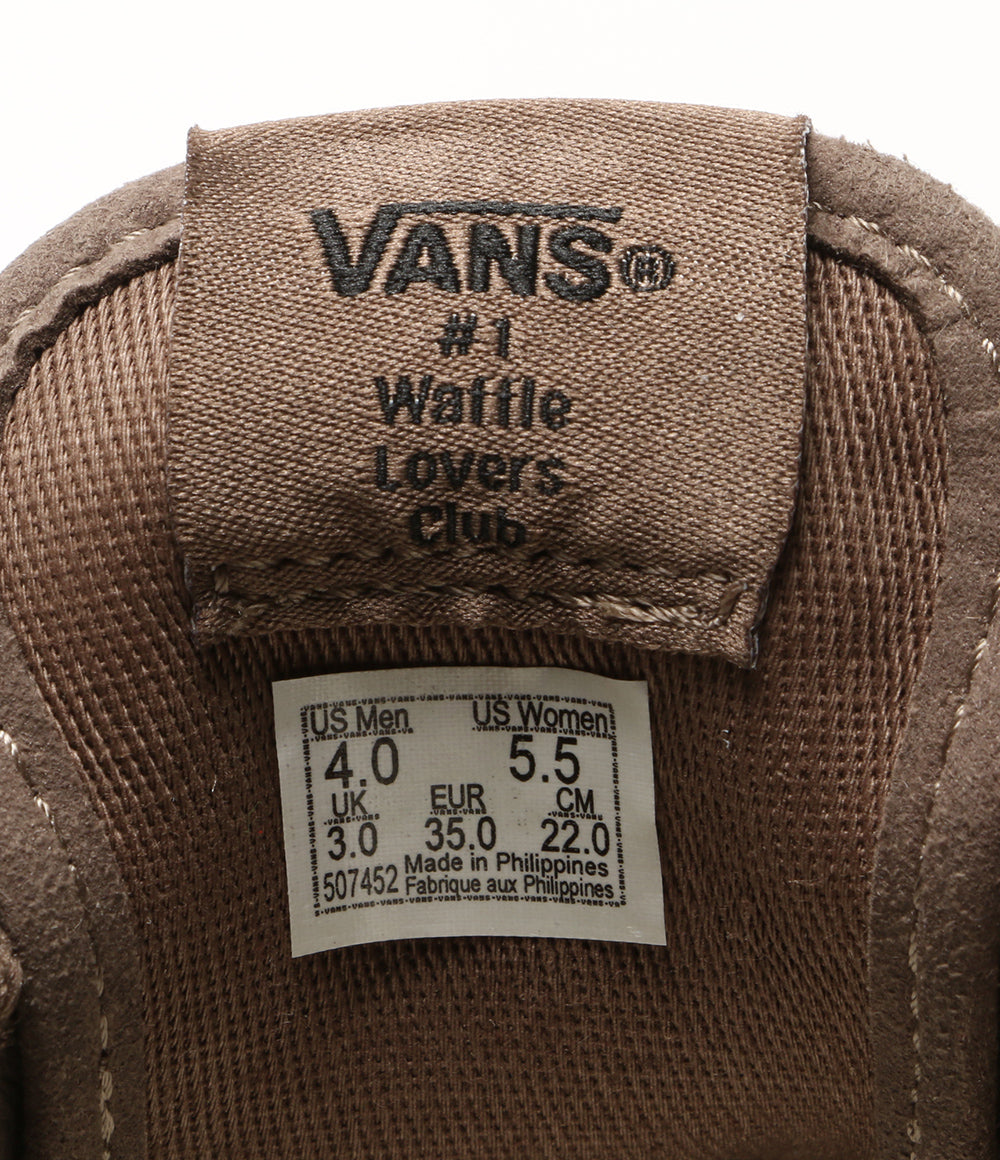 VANS®
#1
Waffle
Lovers
Club
US Men US Women
4.0 5.5
UK EUR CM
3.0 35.0 22.0
Made in Philippines
507452 Fabrique aux Philippines